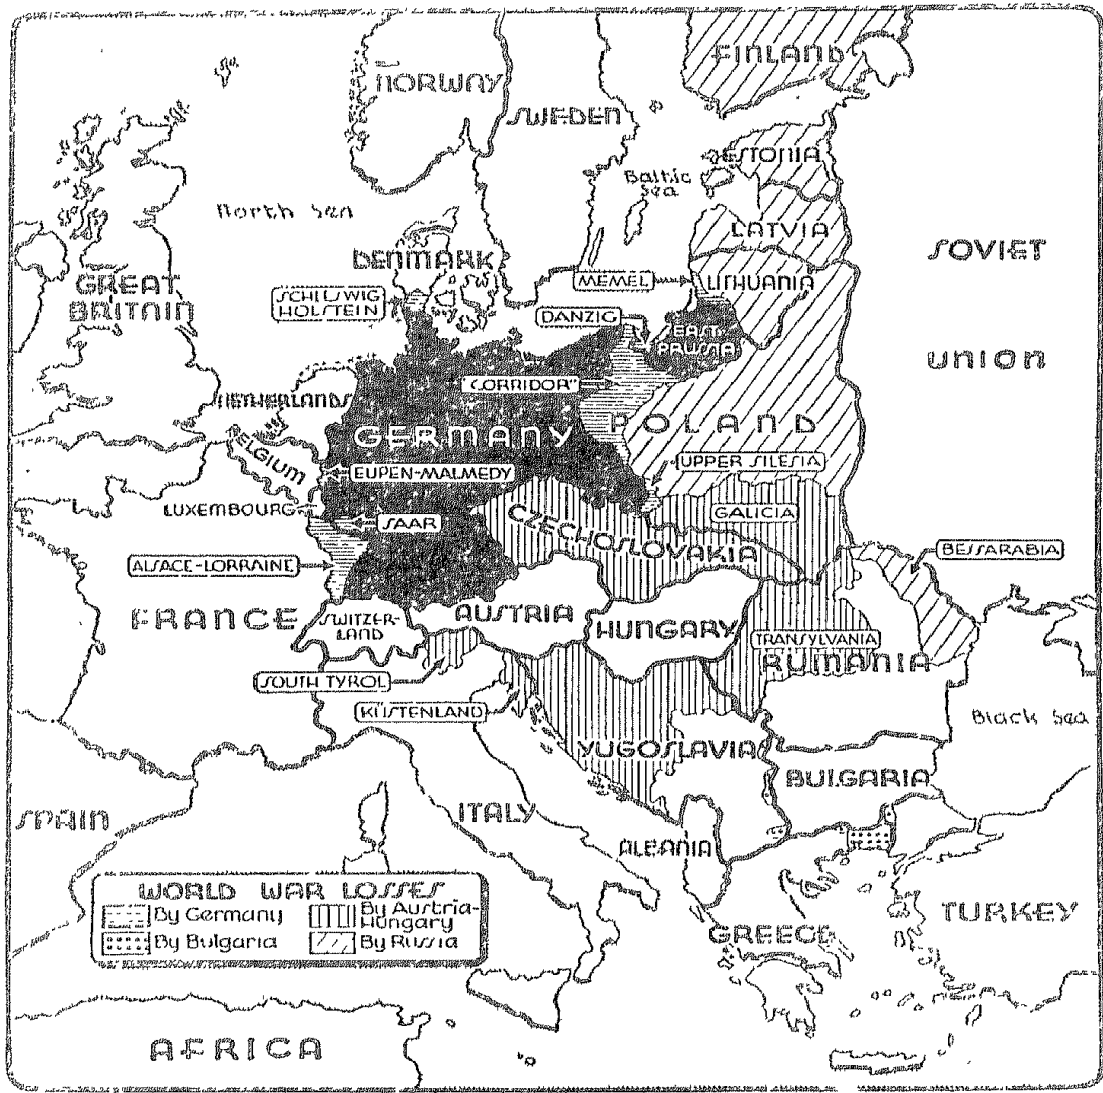 FINLAND
NORWAY
SWEDEN
ESTONIA
Baltic
Sea
North Sea
LATVIA
SOVIET
UNION
DENMARK
GREAT
BRITAIN
MEMEL
LITHUANIA
SCHLESWIG
HOLSTEIN
DANZIG
EAST
PRUSSIA
"CORRIDOR"
NETHERLANDS
POLAND
GERMANY
BELGIUM
UPPER SILESIA
EUPEN-MALMEDY
LUXEMBOURG
GALICIA
SAAR
CZECHOSLOVAKIA
BESSARABIA
ALSACE-LORRAINE
FRANCE
SWITZER-
LAND
AUSTRIA
HUNGARY
TRANSYLVANIA
RUMANIA
SOUTH TYROL
KÜSTENLAND
Black Sea
YUGOSLAVIA
BULGARIA
SPAIN
ITALY
ALBANIA
WORLD WAR LOSSES
By Germany
By Austria-
Hungary
By Bulgaria
By Russia
TURKEY
GREECE
AFRICA